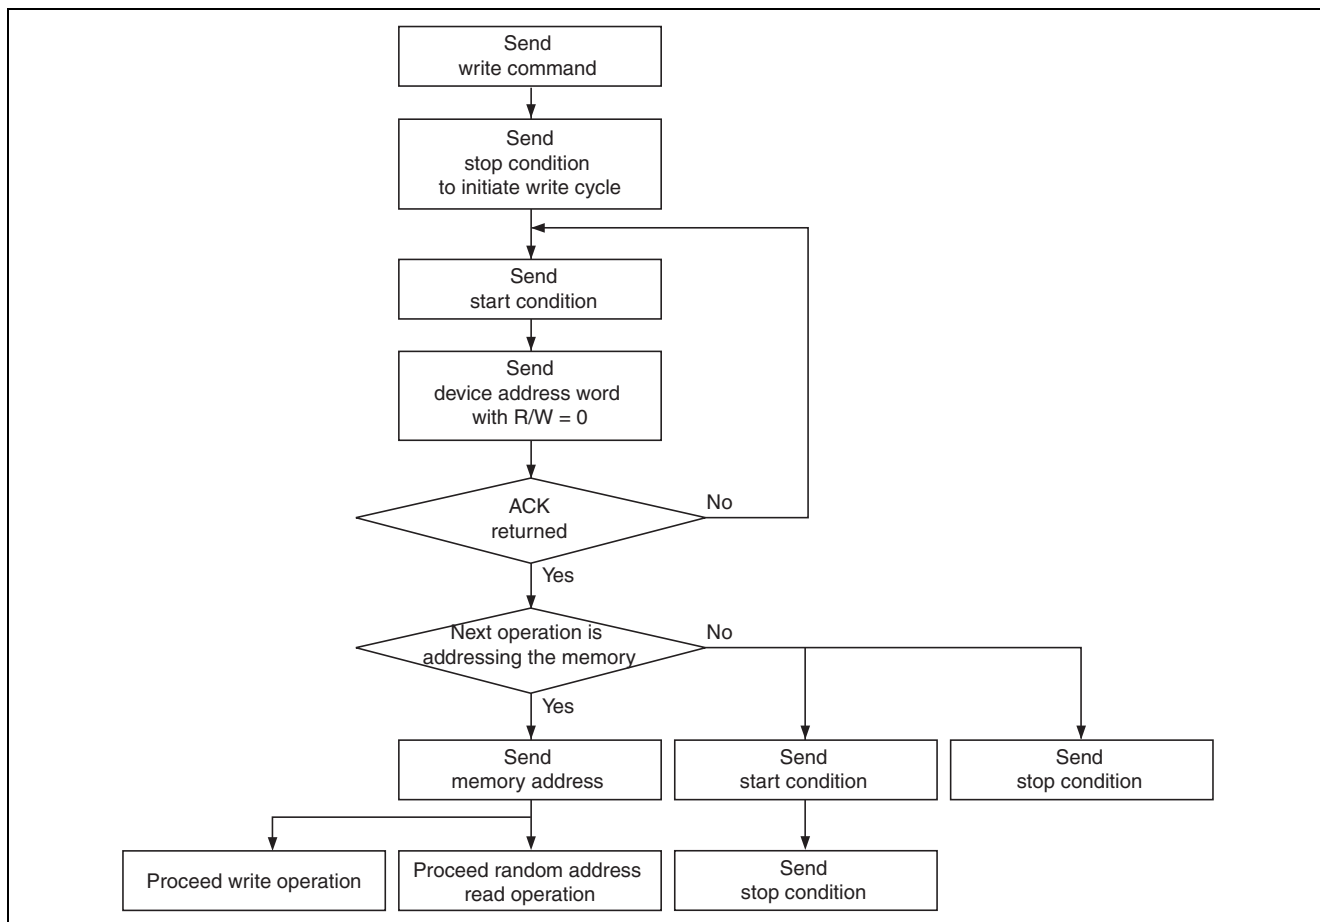 Send
write command
Send
stop condition
to initiate write cycle
Send
start condition
Send
device address word
with R/W = 0
ACK
returned
No
Yes
Next operation is
addressing the memory
No
Yes
Send
memory address
Send
start condition
Send
stop condition
Proceed write operation
Proceed random address
read operation
Send
stop condition